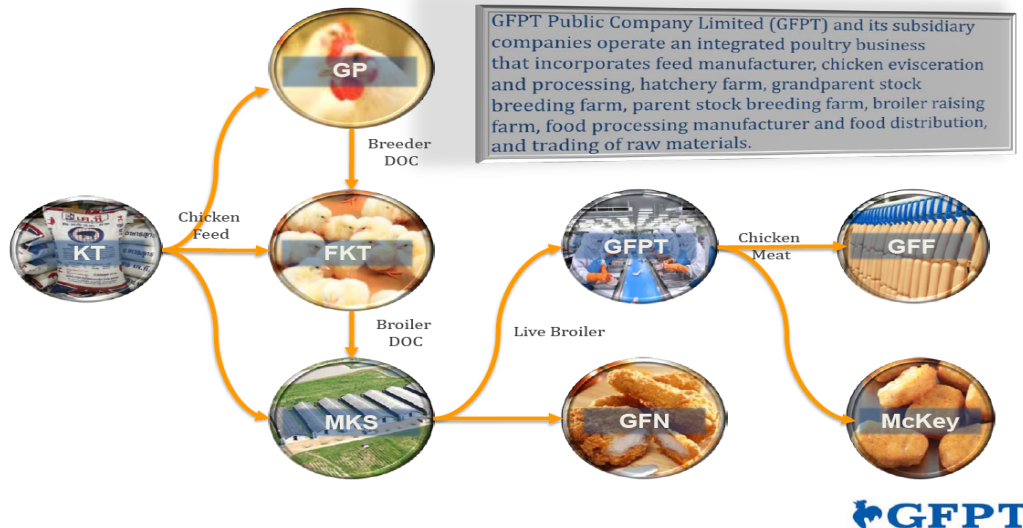 GFPT Public Company Limited (GFPT) and its subsidiary
companies operate an integrated poultry business
that incorporates feed manufacturer, chicken evisceration
and processing, hatchery farm, grandparent stock
breeding farm, parent stock breeding farm, broiler raising
farm, food processing manufacturer and food distribution,
and trading of raw materials.
GP
Breeder
DOC
KT
Chicken
Feed
FKT
GFPT
Chicken
Meat
GFF
Broiler
DOC
Live Broiler
MKS
GFN
McKey
GFPT